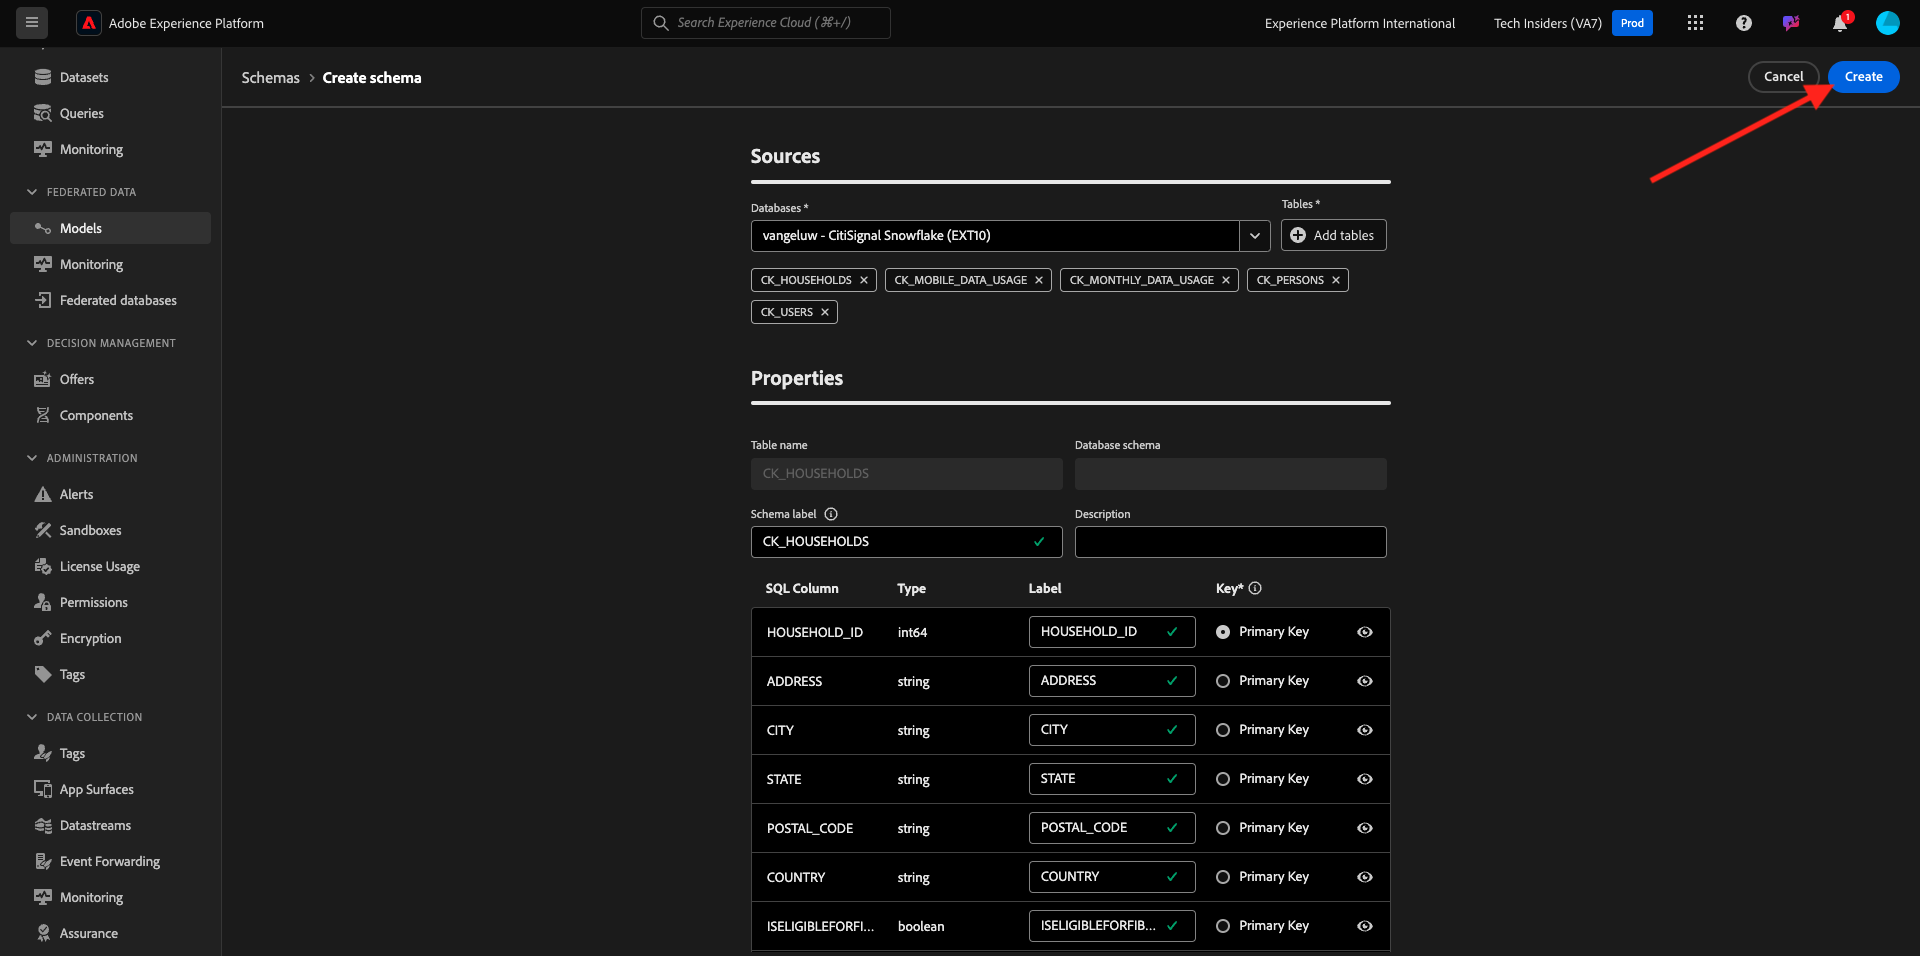 Adobe Experience Platform
Search Experience Cloud (⌘+/)
Experience Platform International
Tech Insiders (VA7)
Prod
1
Datasets
Queries
Monitoring
FEDERATED DATA
Models
Monitoring
Federated databases
DECISION MANAGEMENT
Offers
Components
ADMINISTRATION
Alerts
Sandboxes
License Usage
Permissions
Encryption
Tags
DATA COLLECTION
Tags
App Surfaces
Datastreams
Event Forwarding
Monitoring
Assurance
Schemas > Create schema
Cancel
Create
Sources
Databases *
Tables *
vangeluw - CitiSignal Snowflake (EXT10)
Add tables
CK_HOUSEHOLDS × CK_MOBILE_DATA_USAGE × CK_MONTHLY_DATA_USAGE × CK_PERSONS ×
CK_USERS ×
Properties
Table name
Database schema
CK_HOUSEHOLDS
Schema label
Description
CK_HOUSEHOLDS
SQL Column Type Label Key*
HOUSEHOLD_ID int64 HOUSEHOLD_ID Primary Key
ADDRESS string ADDRESS Primary Key
CITY string CITY Primary Key
STATE string STATE Primary Key
POSTAL_CODE string POSTAL_CODE Primary Key
COUNTRY string COUNTRY Primary Key
ISELIGIBLEFORFI... boolean ISELIGIBLEFORFIB... Primary Key